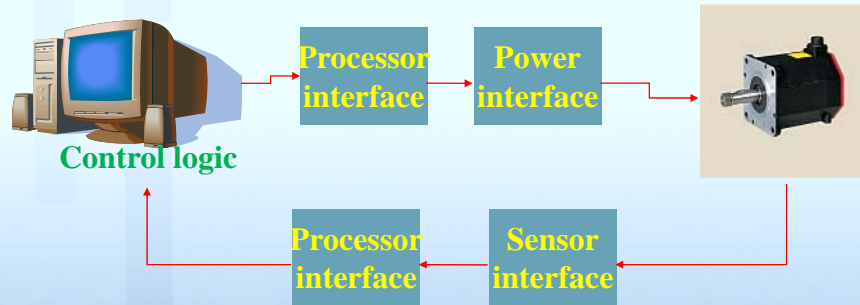 Processor
interface
Power
interface
Control logic
Processor
interface
Sensor
interface